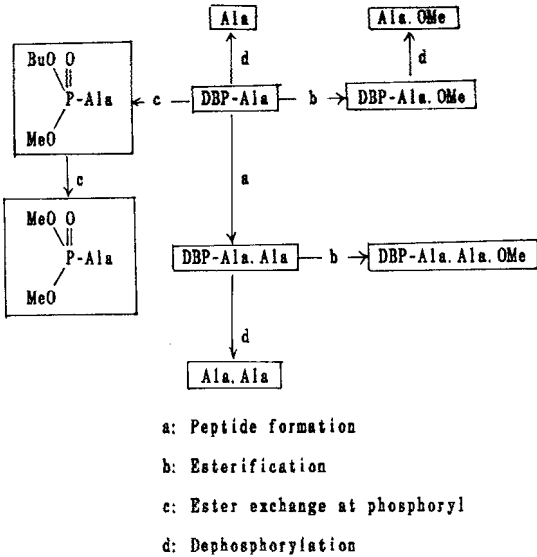 Ala
Ala. OMe
d
d
BuO O
P-Ala
MeO
c
DBP-Ala
b
DBP-Ala. OMe
c
a
MeO O
P-Ala
MeO
DBP-Ala. Ala
b
DBP-Ala. Ala. OMe
d
Ala. Ala
a: Peptide formation
b: Esterification
c: Ester exchange at phosphoryl
d: Dephosphorylation